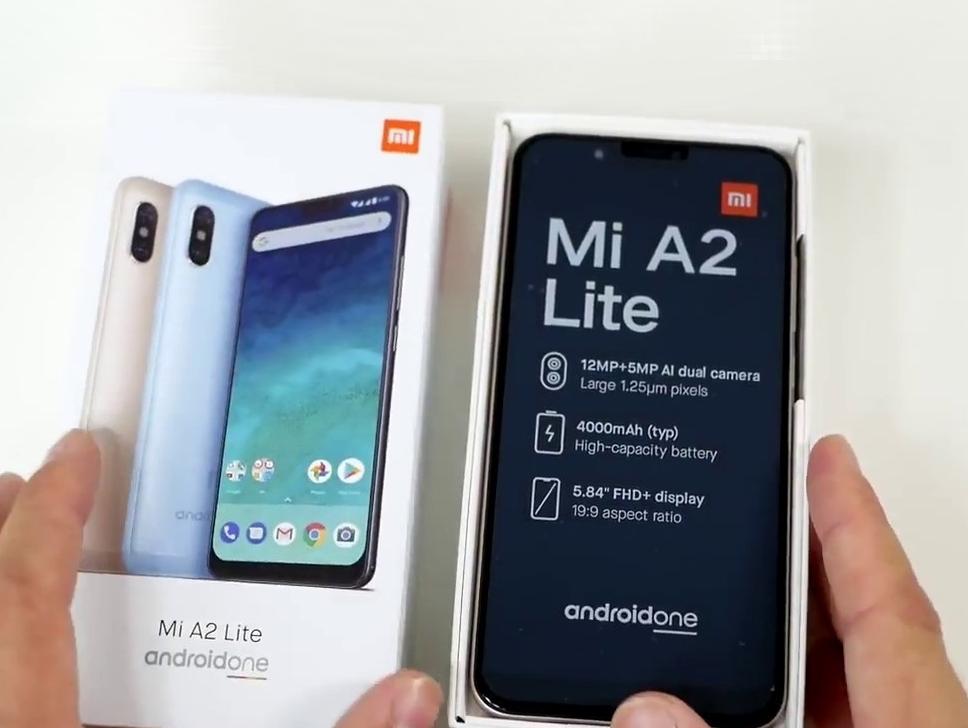 mi
Mi A2 Lite
androidone
mi
Mi A2
Lite
12MP+5MP AI dual camera
Large 1.25μm pixels
4000mAh (typ)
High-capacity battery
5.84" FHD+ display
19:9 aspect ratio
androidone